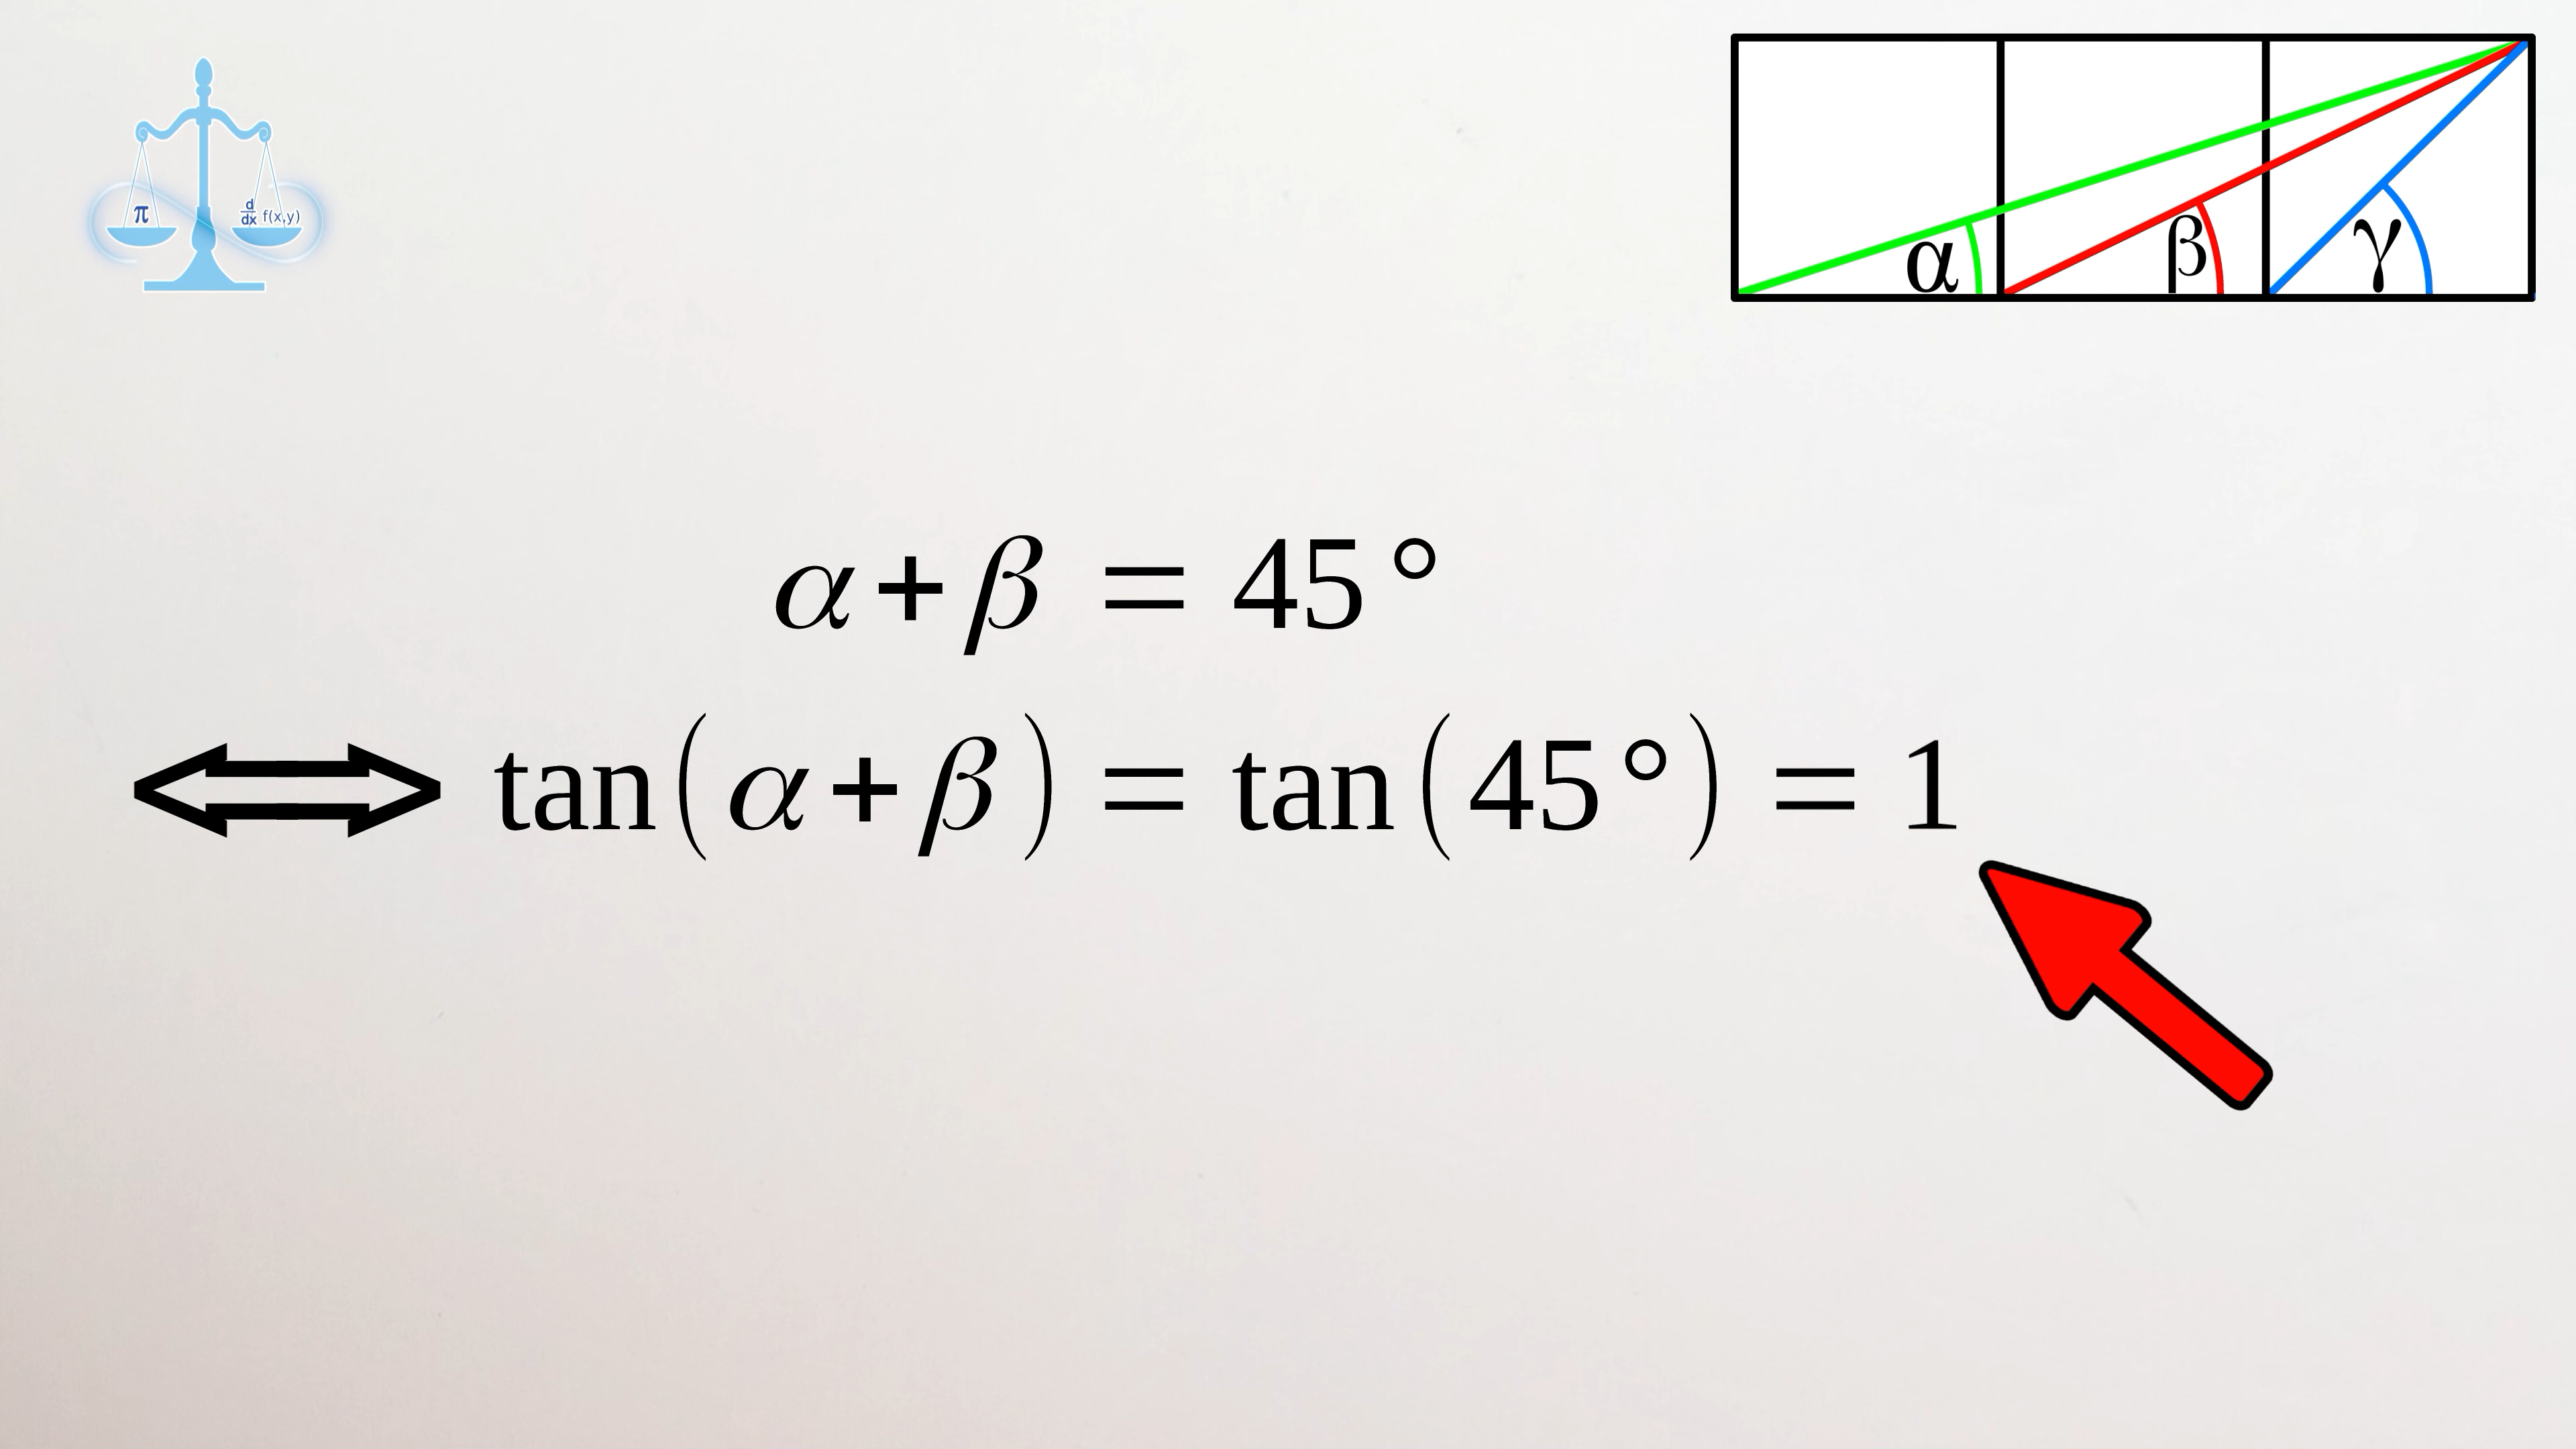 π
d
dx f(x,y)
α β γ
α + β = 45°
⟺ tan(α + β) = tan(45°) = 1